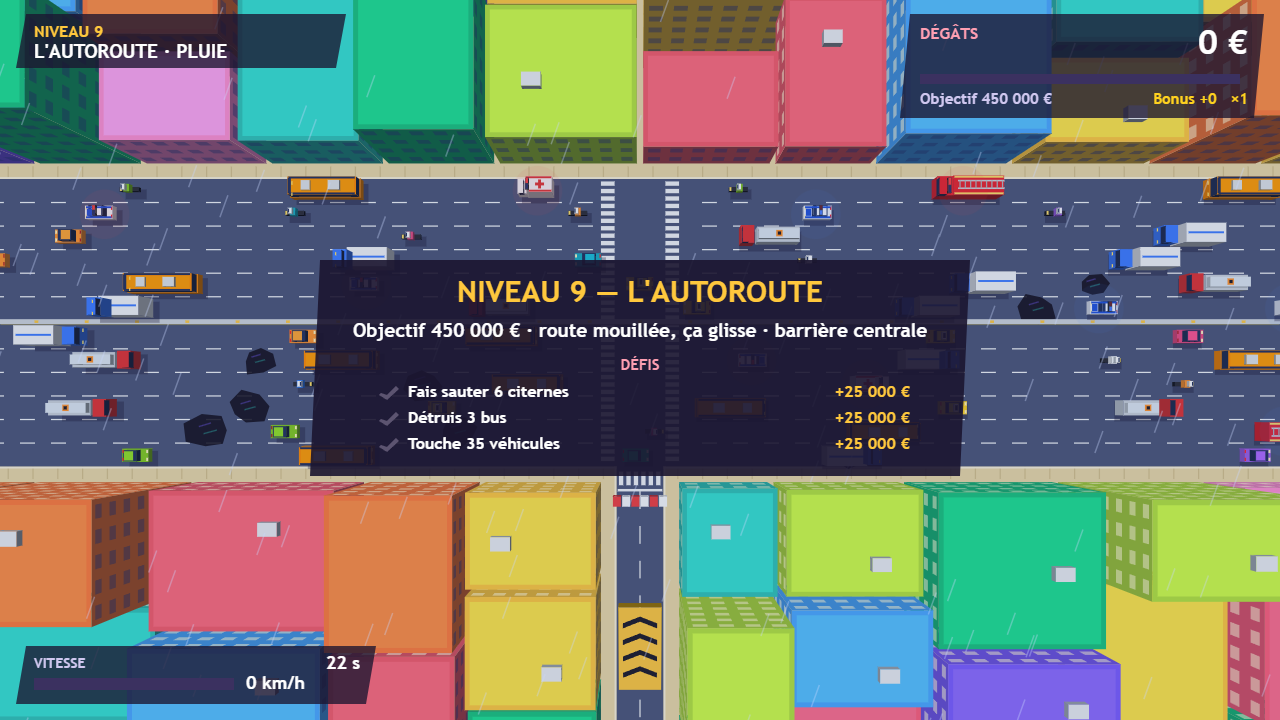 NIVEAU 9
L'AUTOROUTE · PLUIE
DÉGÂTS
0 €
Objectif 450 000 €
Bonus +0 ×1
NIVEAU 9 — L'AUTOROUTE
Objectif 450 000 € · route mouillée, ça glisse · barrière centrale
DÉFIS
Fais sauter 6 citernes +25 000 €
Détruis 3 bus +25 000 €
Touche 35 véhicules +25 000 €
VITESSE
22 s
0 km/h